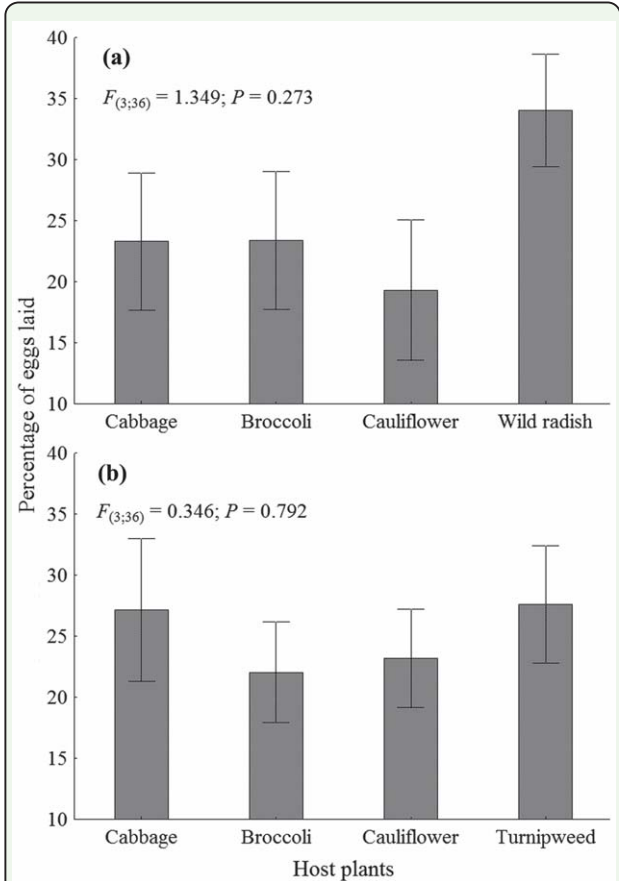 (a)
F(3;36) = 1.349; P = 0.273
40
35
30
25
20
15
10
Cabbage Broccoli Cauliflower Wild radish
Percentage of eggs laid
(b)
F(3;36) = 0.346; P = 0.792
40
35
30
25
20
15
10
Cabbage Broccoli Cauliflower Turnipweed
Host plants